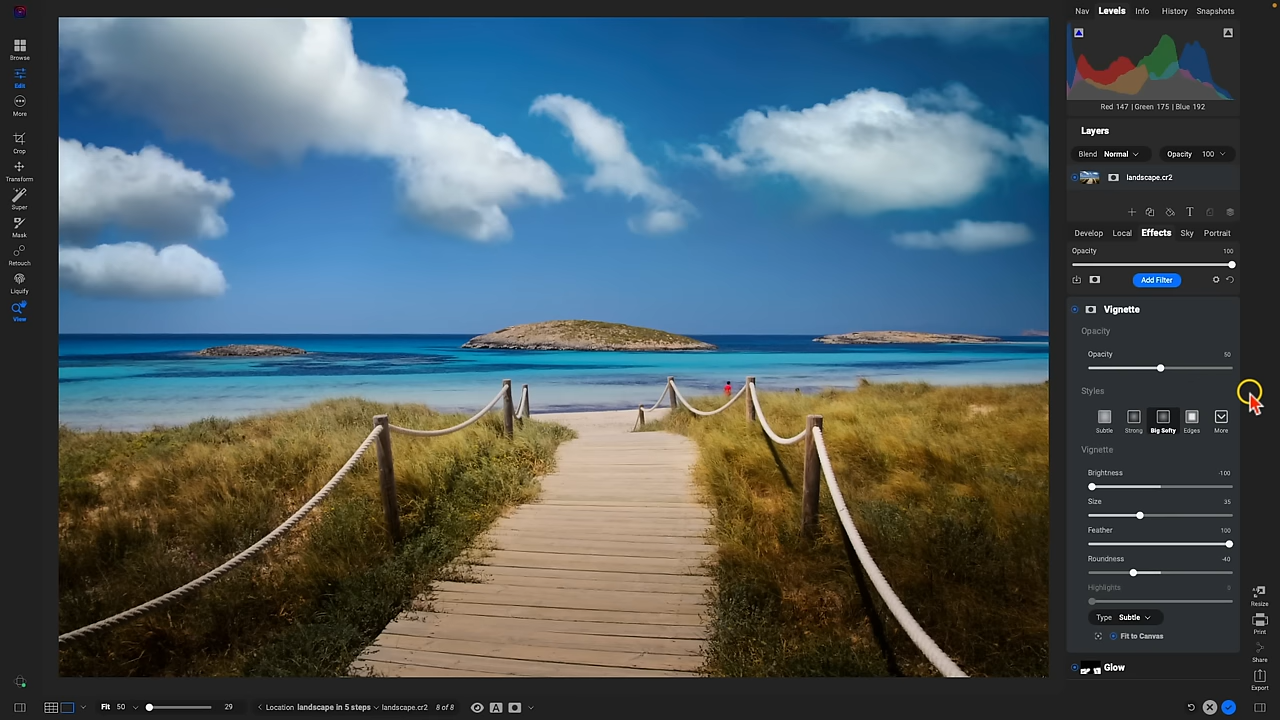 Nav Levels Info History Snapshots
Red 147 | Green 175 | Blue 192
Layers
Blend Normal Opacity 100
landscape.cr2
T
Develop Local Effects Sky Portrait
Opacity 100
Add Filter
Vignette
Opacity
Opacity 50
Styles
Subtle Strong Big Softy Edges More
Vignette
Brightness -100
Size 35
Feather 100
Roundness -40
Highlights
Type Subtle
Fit to Canvas
Glow
Browse
Edit
More
Crop
Transform
Super
Mask
Retouch
Liquify
View
Resize
Print
Share
Export
Fit 50 29 Location landscape in 5 steps landscape.cr2 8 of 8 A